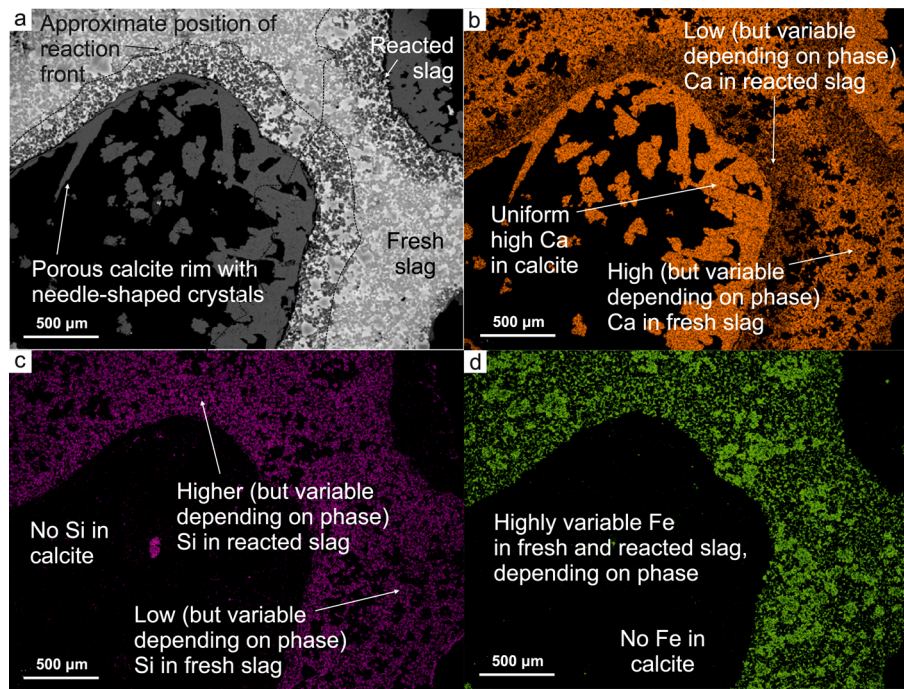 a
Approximate position of
reaction
front
Reacted
slag
Fresh
slag
Porous calcite rim with
needle-shaped crystals
500 µm
b
Low (but variable
depending on phase)
Ca in reacted slag
Uniform
high Ca
in calcite
High (but variable
depending on phase)
Ca in fresh slag
500 µm
c
Higher (but variable
depending on phase)
Si in reacted slag
No Si in
calcite
Low (but variable
depending on phase)
Si in fresh slag
500 µm
d
Highly variable Fe
in fresh and reacted slag,
depending on phase
No Fe in
calcite
500 µm